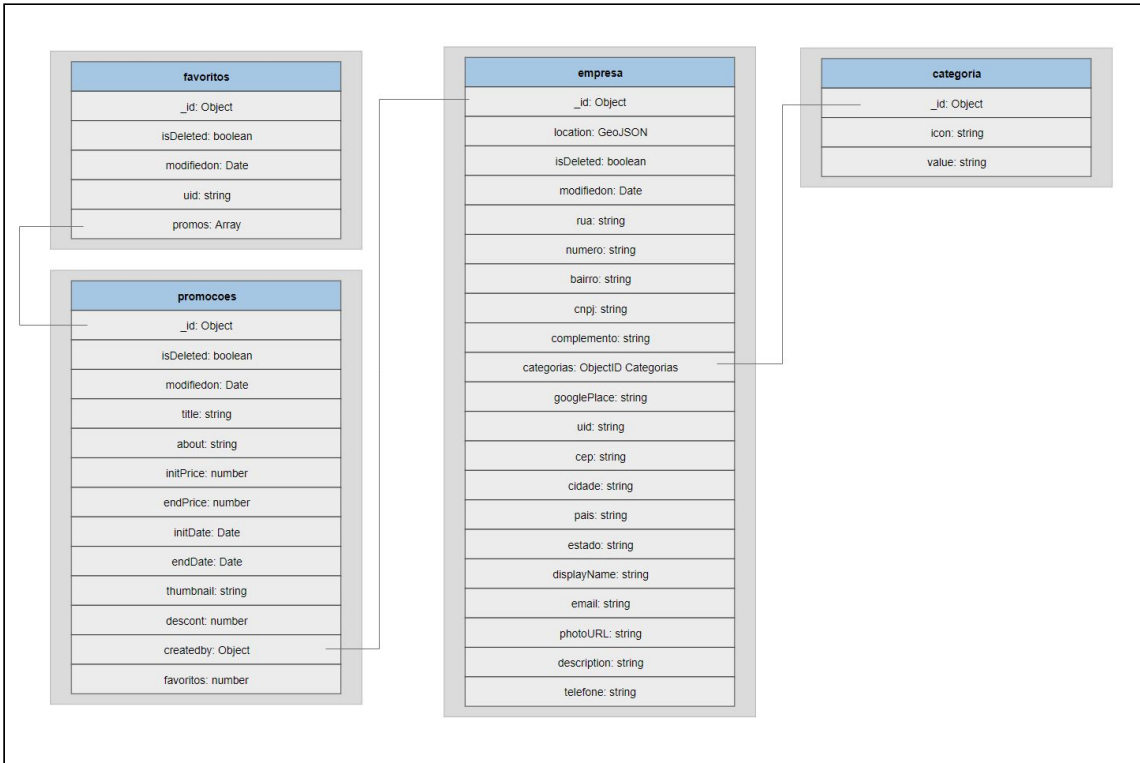 favoritos
_id: Object
isDeleted: boolean
modifiedon: Date
uid: string
promos: Array
promocoes
_id: Object
isDeleted: boolean
modifiedon: Date
title: string
about: string
initPrice: number
endPrice: number
initDate: Date
endDate: Date
thumbnail: string
descont: number
createdby: Object
favoritos: number
empresa
_id: Object
location: GeoJSON
isDeleted: boolean
modifiedon: Date
rua: string
numero: string
bairro: string
cnpj: string
complemento: string
categorias: ObjectID Categorias
googlePlace: string
uid: string
cep: string
cidade: string
pais: string
estado: string
displayName: string
email: string
photoURL: string
description: string
telefone: string
categoria
_id: Object
icon: string
value: string